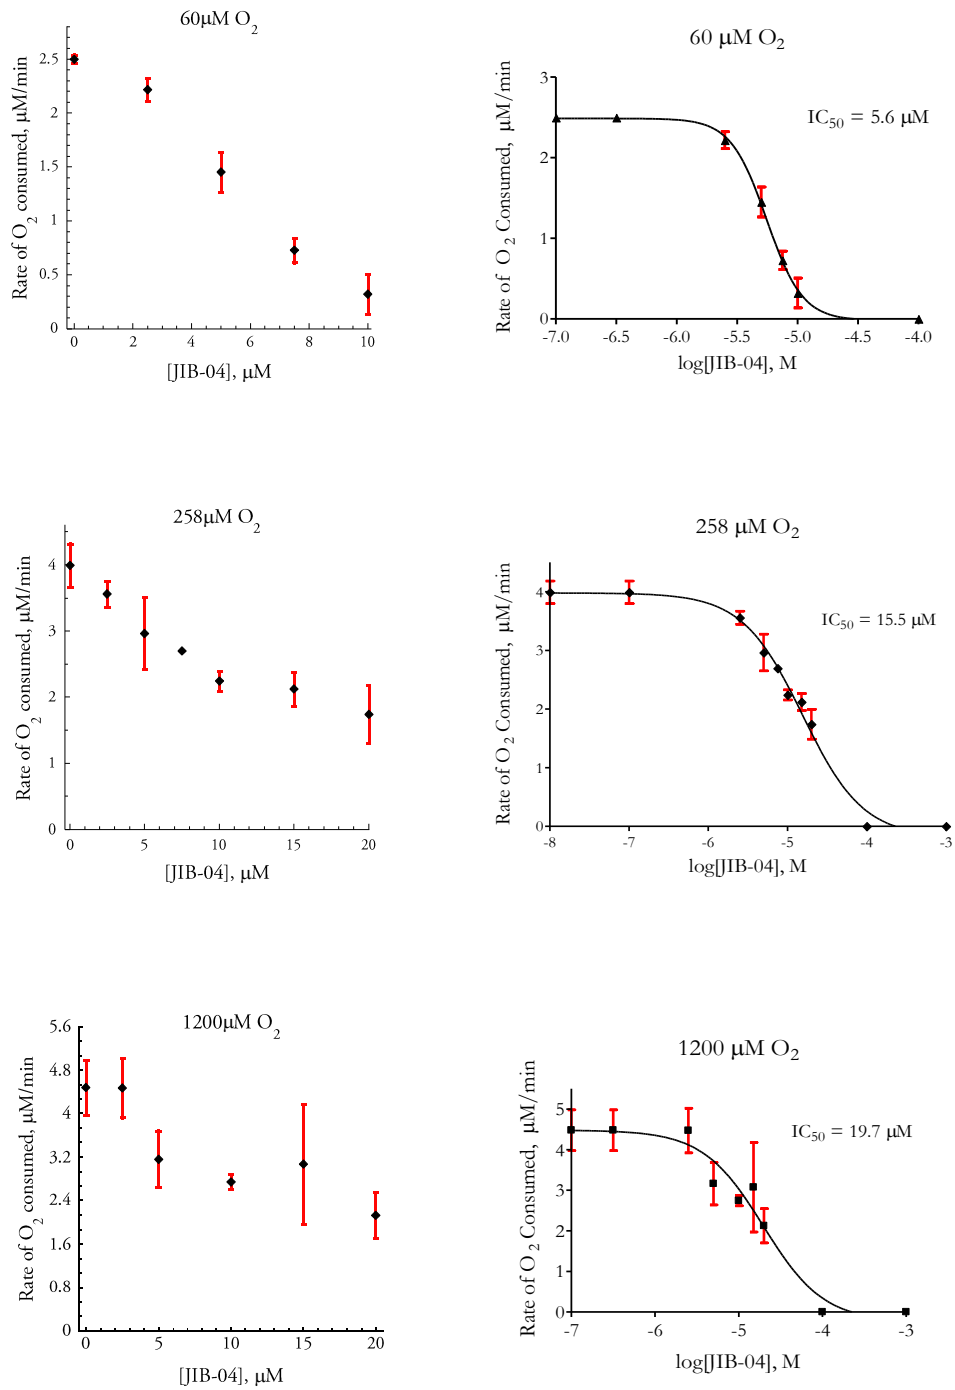 60μM O2
Rate of O2 consumed, μM/min
2.5
2
1.5
1
0.5
0
0 2 4 6 8 10
[JIB-04], μM
60 μM O2
Rate of O2 Consumed, μM/min
3
2
1
0
IC50 = 5.6 μM
-7.0 -6.5 -6.0 -5.5 -5.0 -4.5 -4.0
log[JIB-04], M
258μM O2
Rate of O2 consumed, μM/min
4
3
2
1
0
0 5 10 15 20
[JIB-04], μM
258 μM O2
Rate of O2 Consumed, μM/min
4
3
2
1
0
IC50 = 15.5 μM
-8 -7 -6 -5 -4 -3
log[JIB-04], M
1200μM O2
Rate of O2 consumed, μM/min
5.6
4.8
4
3.2
2.4
1.6
0.8
0
0 5 10 15 20
[JIB-04], μM
1200 μM O2
Rate of O2 Consumed, μM/min
5
4
3
2
1
0
IC50 = 19.7 μM
-7 -6 -5 -4 -3
log[JIB-04], M